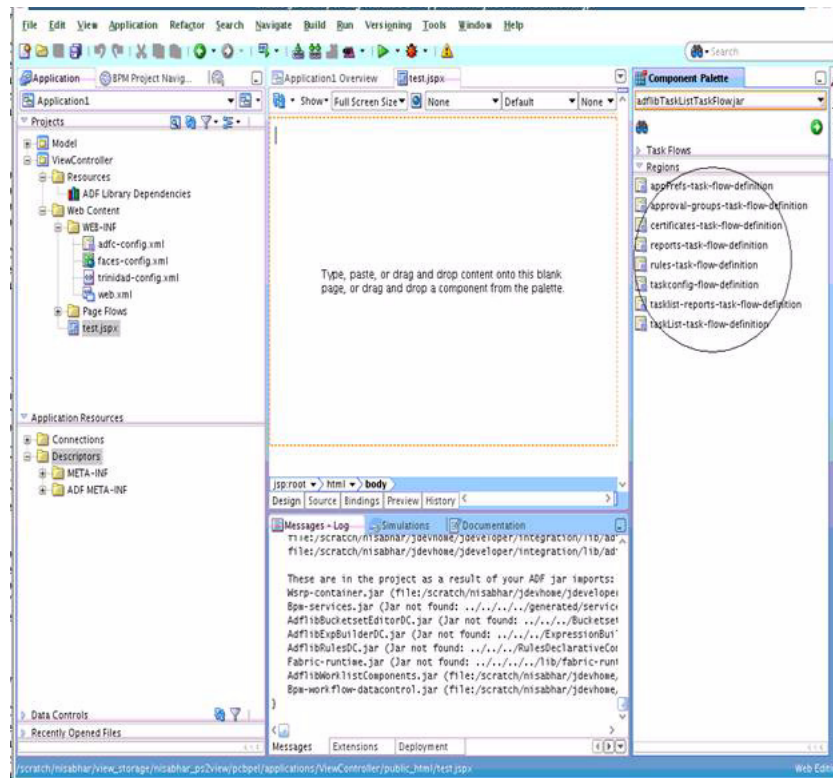 File Edit View Application Refactor Search Navigate Build Run Versioning Tools Window Help
Search
Application
BPM Project Navig...
Application1
Projects
Model
ViewController
Resources
ADF Library Dependencies
Web Content
WEB-INF
adfc-config.xml
faces-config.xml
trinidad-config.xml
web.xml
Page Flows
test.jspx
Application Resources
Connections
Descriptors
META-INF
ADF META-INF
Data Controls
Recently Opened Files
Application1 Overview
test.jspx
Show Full Screen Size None Default None
Type, paste, or drag and drop content onto this blank
page, or drag and drop a component from the palette.
jsp:root html body
Design Source Bindings Preview History
Messages - Log
Simulations
Documentation
file:/scratch/nisabhar/jdevhome/jdeveloper/integration/lib/ad
file:/scratch/nisabhar/jdevhome/jdeveloper/integration/lib/ad
These are in the project as a result of your ADF jar imports:
Wsrp-container.jar (file:/scratch/nisabhar/jdevhome/jdeveloper
Bpm-services.jar (Jar not found: ../../../../generated/service
AdflibBucketsetEditorDC.jar (Jar not found: ../../../Bucketset
AdflibExpBuilderDC.jar (Jar not found: ../../../ExpressionBui
AdflibRulesDC.jar (Jar not found: ../../../RulesDeclarativeCo
Fabric-runtime.jar (Jar not found: ../../../lib/fabric-runt
AdflibWorklistComponents.jar (file:/scratch/nisabhar/jdevhome,
Bpm-workflow-datacontrol.jar (file:/scratch/nisabhar/jdevhome,
)
Messages Extensions Deployment
Component Palette
adflibTaskListTaskFlow.jar
Task Flows
Regions
appPrefs-task-flow-definition
approval-groups-task-flow-definition
certificates-task-flow-definition
reports-task-flow-definition
rules-task-flow-definition
taskconfig-flow-definition
tasklist-reports-task-flow-definition
taskList-task-flow-definition
/scratch/nisabhar/view_storage/nisabhar_ps2view/pcbpel/applications/ViewController/public_html/test.jspx
Web Edit